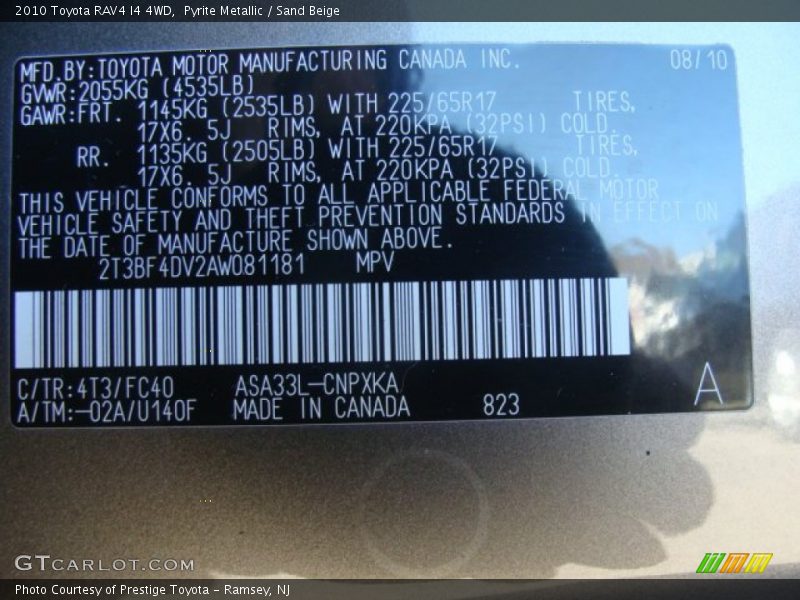 2010 Toyota RAV4 I4 4WD,  Pyrite Metallic / Sand Beige
MFD.BY:TOYOTA MOTOR MANUFACTURING CANADA INC. 08/10
GVWR:2055KG (4535LB)
GAWR:FRT. 1145KG (2535LB) WITH 225/65R17 TIRES,
17X6. 5J RIMS, AT 220KPA (32PSI) COLD.
RR. 1135KG (2505LB) WITH 225/65R17 TIRES,
17X6. 5J RIMS, AT 220KPA (32PSI) COLD.
THIS VEHICLE CONFORMS TO ALL APPLICABLE FEDERAL MOTOR
VEHICLE SAFETY AND THEFT PREVENTION STANDARDS IN EFFECT ON
THE DATE OF MANUFACTURE SHOWN ABOVE.
2T3BF4DV2AW081181 MPV
C/TR:4T3/FC40 ASA33L-CNPXKA
A/TM:-02A/U140F MADE IN CANADA 823
A
GTCARLOT.COM
Photo Courtesy of Prestige Toyota - Ramsey, NJ